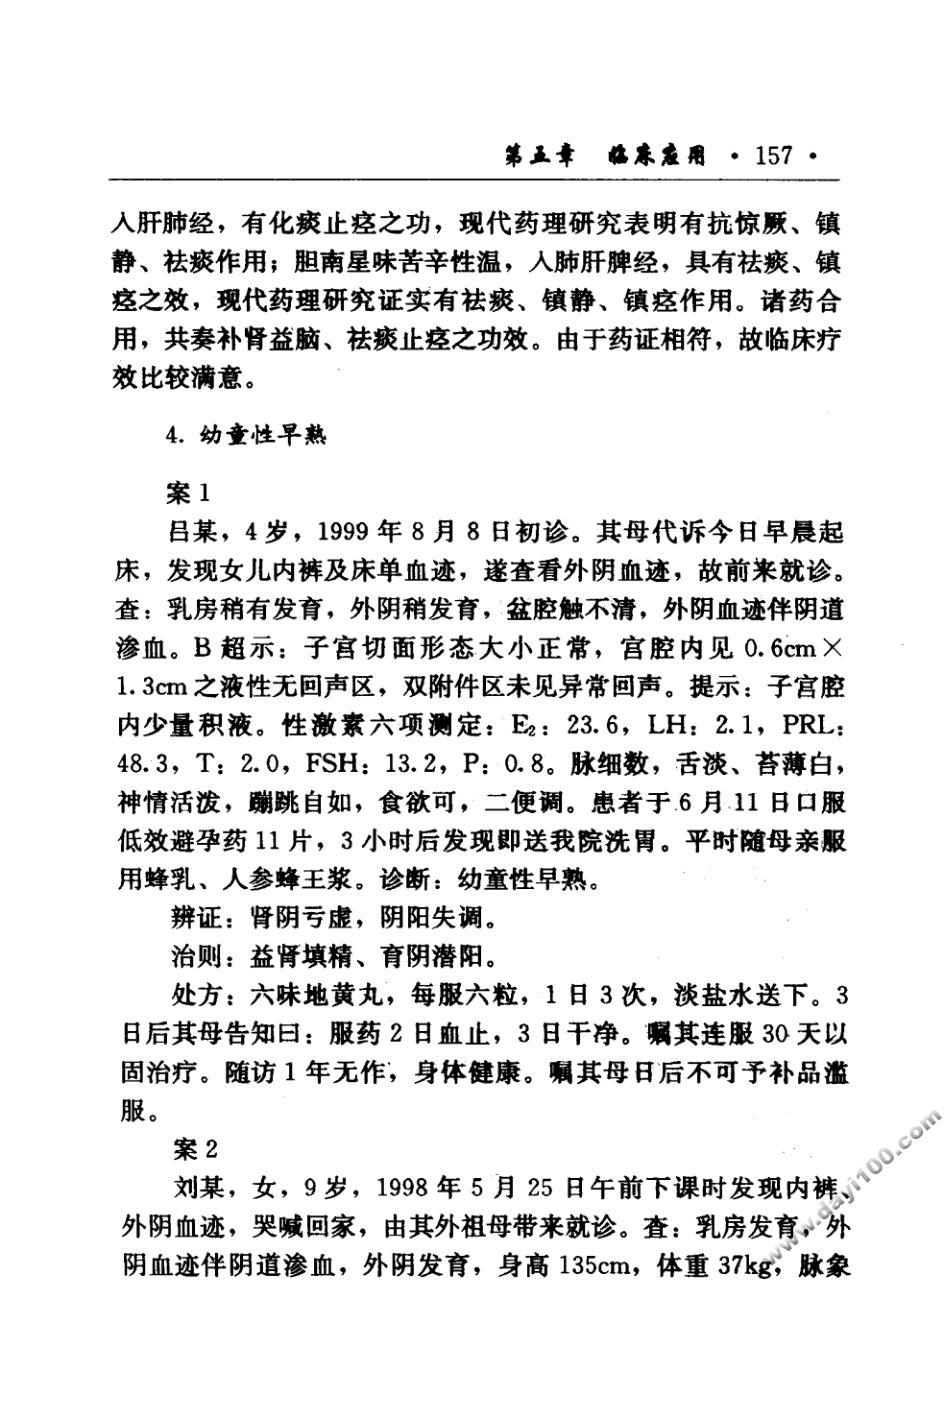 第五章 临床应用 · 157 ·
入肝肺经，有化痰止痉之功，现代药理研究表明有抗惊厥、镇
静、祛痰作用；胆南星味苦辛性温，入肺肝脾经，具有祛痰、镇
痉之效，现代药理研究证实有祛痰、镇静、镇痉作用。诸药合
用，共奏补肾益脑、祛痰止痉之功效。由于药证相符，故临床疗
效比较满意。
4. 幼童性早熟
案 1
吕某，4 岁，1999 年 8 月 8 日初诊。其母代诉今日早晨起
床，发现女儿内裤及床单血迹，遂查看外阴血迹，故前来就诊。
查：乳房稍有发育，外阴稍发育，盆腔触不清，外阴血迹伴阴道
渗血。B 超示：子宫切面形态大小正常，宫腔内见 0.6cm×
1.3cm 之液性无回声区，双附件区未见异常回声。提示：子宫腔
内少量积液。性激素六项测定：E₂：23.6，LH：2.1，PRL：
48.3，T：2.0，FSH：13.2，P：0.8。脉细数，舌淡、苔薄白，
神情活泼，蹦跳自如，食欲可，二便调。患者于 6 月 11 日口服
低效避孕药 11 片，3 小时后发现即送我院洗胃。平时随母亲服
用蜂乳、人参蜂王浆。诊断：幼童性早熟。
辨证：肾阴亏虚，阴阳失调。
治则：益肾填精、育阴潜阳。
处方：六味地黄丸，每服六粒，1 日 3 次，淡盐水送下。3
日后其母告知曰：服药 2 日血止，3 日干净。嘱其连服 30 天以
固治疗。随访 1 年无作，身体健康。嘱其母日后不可予补品滥
服。
案 2
刘某，女，9 岁，1998 年 5 月 25 日午前下课时发现内裤、
外阴血迹，哭喊回家，由其外祖母带来就诊。查：乳房发育，外
阴血迹伴阴道渗血，外阴发育，身高 135cm，体重 37kg，脉象
www.dayi100.com